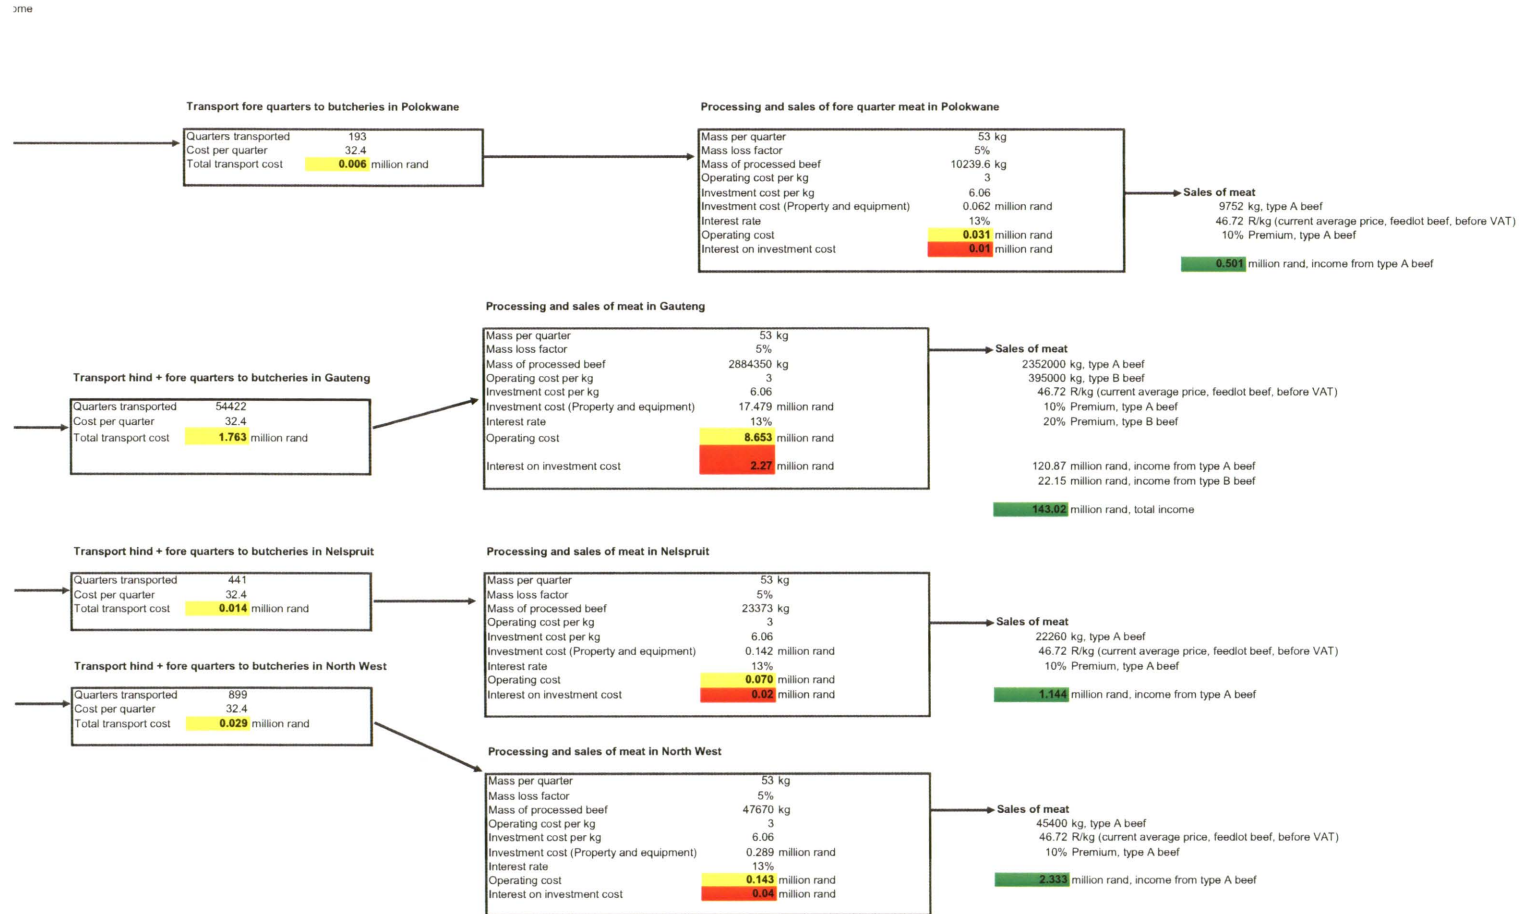 ome
Transport fore quarters to butcheries in Polokwane
Quarters transported 193
Cost per quarter 32.4
Total transport cost 0.006 million rand
Processing and sales of fore quarter meat in Polokwane
Mass per quarter 53 kg
Mass loss factor 5%
Mass of processed beef 10239.6 kg
Operating cost per kg 3
Investment cost per kg 6.06
Investment cost (Property and equipment) 0.062 million rand
Interest rate 13%
Operating cost 0.031 million rand
Interest on investment cost 0.01 million rand
Sales of meat
9752 kg, type A beef
46.72 R/kg (current average price, feedlot beef, before VAT)
10% Premium, type A beef
0.501 million rand, income from type A beef
Transport hind + fore quarters to butcheries in Gauteng
Quarters transported 54422
Cost per quarter 32.4
Total transport cost 1.763 million rand
Processing and sales of meat in Gauteng
Mass per quarter 53 kg
Mass loss factor 5%
Mass of processed beef 2884350 kg
Operating cost per kg 3
Investment cost per kg 6.06
Investment cost (Property and equipment) 17.479 million rand
Interest rate 13%
Operating cost 8.653 million rand
Interest on investment cost 2.27 million rand
Sales of meat
2352000 kg, type A beef
395000 kg, type B beef
46.72 R/kg (current average price, feedlot beef, before VAT)
10% Premium, type A beef
20% Premium, type B beef
120.87 million rand, income from type A beef
22.15 million rand, income from type B beef
143.02 million rand, total income
Transport hind + fore quarters to butcheries in Nelspruit
Quarters transported 441
Cost per quarter 32.4
Total transport cost 0.014 million rand
Processing and sales of meat in Nelspruit
Mass per quarter 53 kg
Mass loss factor 5%
Mass of processed beef 23373 kg
Operating cost per kg 3
Investment cost per kg 6.06
Investment cost (Property and equipment) 0.142 million rand
Interest rate 13%
Operating cost 0.070 million rand
Interest on investment cost 0.02 million rand
Sales of meat
22260 kg, type A beef
46.72 R/kg (current average price, feedlot beef, before VAT)
10% Premium, type A beef
1.144 million rand, income from type A beef
Transport hind + fore quarters to butcheries in North West
Quarters transported 899
Cost per quarter 32.4
Total transport cost 0.029 million rand
Processing and sales of meat in North West
Mass per quarter 53 kg
Mass loss factor 5%
Mass of processed beef 47670 kg
Operating cost per kg 3
Investment cost per kg 6.06
Investment cost (Property and equipment) 0.289 million rand
Interest rate 13%
Operating cost 0.143 million rand
Interest on investment cost 0.04 million rand
Sales of meat
45400 kg, type A beef
46.72 R/kg (current average price, feedlot beef, before VAT)
10% Premium, type A beef
2.333 million rand, income from type A beef